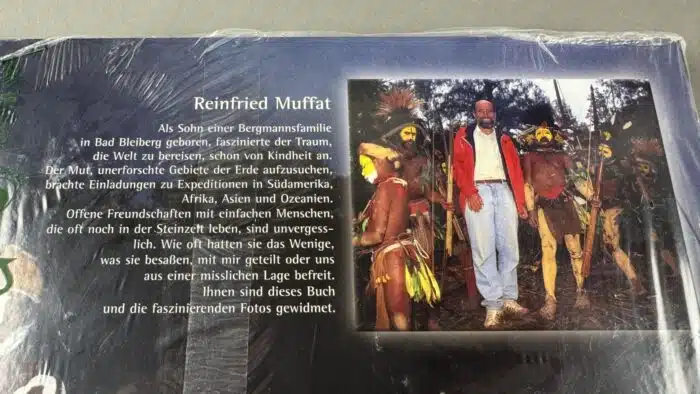 Reinfried Muffat
Als Sohn einer Bergmannsfamilie
in Bad Bleiberg geboren, faszinierte der Traum,
die Welt zu bereisen, schon von Kindheit an.
Der Mut, unerforschte Gebiete der Erde aufzusuchen,
brachte Einladungen zu Expeditionen in Südamerika,
Afrika, Asien und Ozeanien.
Offene Freundschaften mit einfachen Menschen,
die oft noch in der Steinzeit leben, sind unvergess-
lich. Wie oft hatten sie das Wenige,
was sie besaßen, mit mir geteilt oder uns
aus einer misslichen Lage befreit.
Ihnen sind dieses Buch
und die faszinierenden Fotos gewidmet.